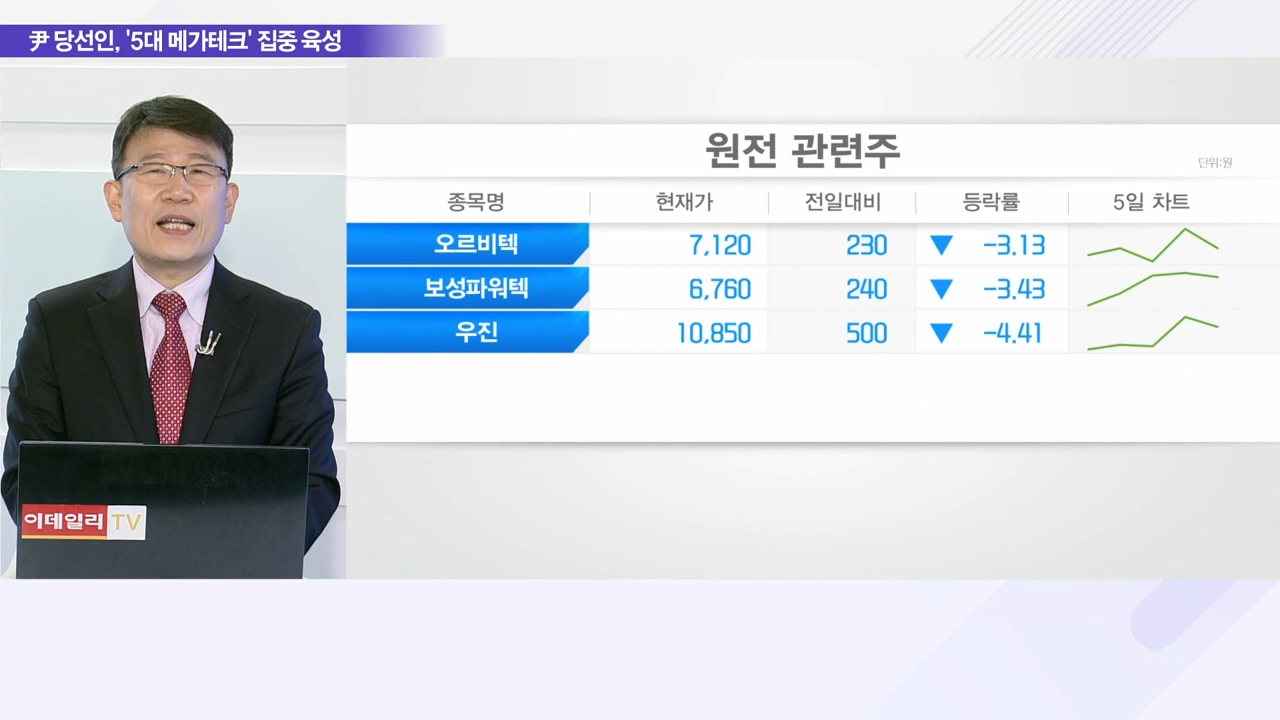 尹 당선인, '5대 메가테크' 집중 육성
원전 관련주
단위:원
종목명 현재가 전일대비 등락률 5일 차트
오르비텍 7,120 230 ▼ -3.13
보성파워텍 6,760 240 ▼ -3.43
우진 10,850 500 ▼ -4.41
이데일리 TV